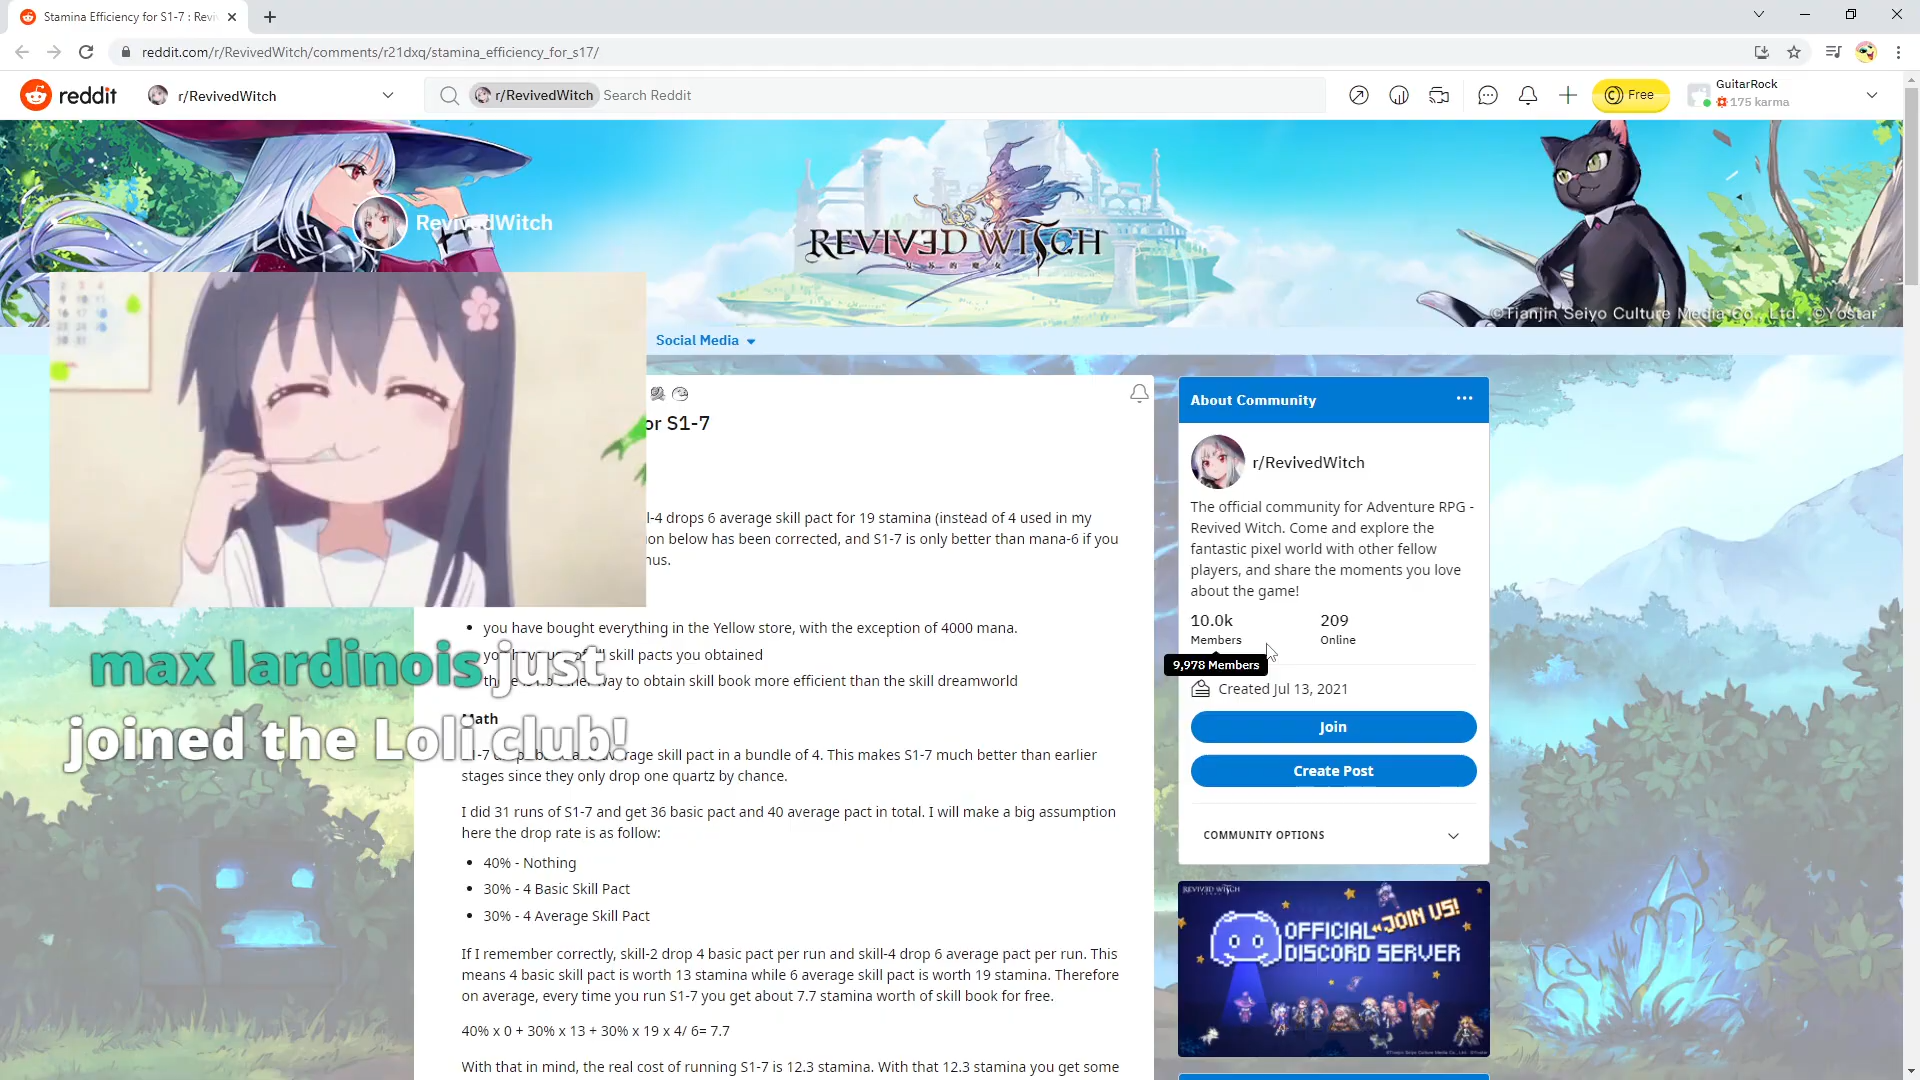 Stamina Efficiency for S1-7 : Revi
reddit.com/r/RevivedWitch/comments/r21dxq/stamina_efficiency_for_s17/
reddit
r/RevivedWitch
r/RevivedWitch
Search Reddit
Free
GuitarRock
175 karma
RevivedWitch
REVIVED WITCH
复苏的魔女
©Tianjin Seiyo Culture Media Co., Ltd. ©Yostar
Social Media
or S1-7
l-4 drops 6 average skill pact for 19 stamina (instead of 4 used in my
on below has been corrected, and S1-7 is only better than mana-6 if you
nus.
you have bought everything in the Yellow store, with the exception of 4000 mana.
skill pacts you obtained
way to obtain skill book more efficient than the skill dreamworld
max lardinois just
joined the Loli club!
Math
average skill pact in a bundle of 4. This makes S1-7 much better than earlier
stages since they only drop one quartz by chance.
I did 31 runs of S1-7 and get 36 basic pact and 40 average pact in total. I will make a big assumption
here the drop rate is as follow:
40% - Nothing
30% - 4 Basic Skill Pact
30% - 4 Average Skill Pact
If I remember correctly, skill-2 drop 4 basic pact per run and skill-4 drop 6 average pact per run. This
means 4 basic skill pact is worth 13 stamina while 6 average skill pact is worth 19 stamina. Therefore
on average, every time you run S1-7 you get about 7.7 stamina worth of skill book for free.
40% x 0 + 30% x 13 + 30% x 19 x 4/ 6= 7.7
With that in mind, the real cost of running S1-7 is 12.3 stamina. With that 12.3 stamina you get some
About Community
r/RevivedWitch
The official community for Adventure RPG -
Revived Witch. Come and explore the
fantastic pixel world with other fellow
players, and share the moments you love
about the game!
10.0k
Members
209
Online
9,978 Members
Created Jul 13, 2021
Join
Create Post
COMMUNITY OPTIONS
REVIVED WITCH
OFFICIAL
DISCORD SERVER
JOIN US!